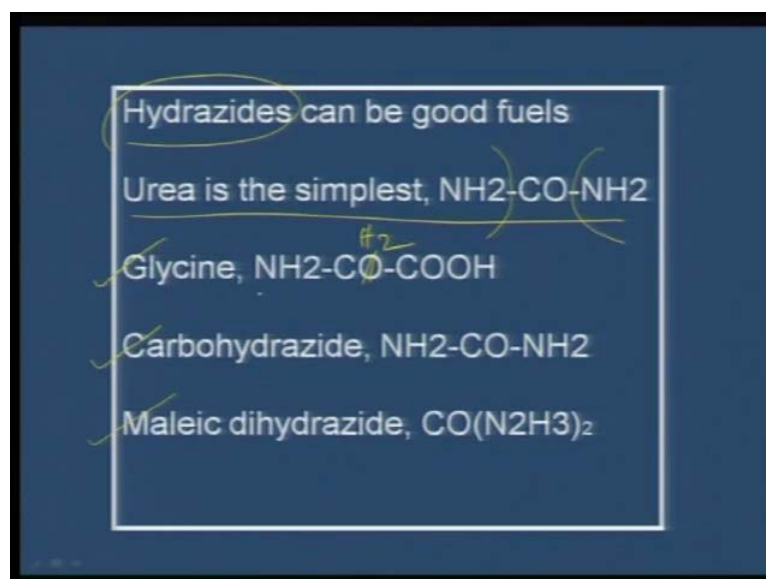 Hydrazides can be good fuels
Urea is the simplest, NH2-CO-NH2
H2
Glycine, NH2-CO-COOH
Carbohydrazide, NH2-CO-NH2
Maleic dihydrazide, CO(N2H3)2